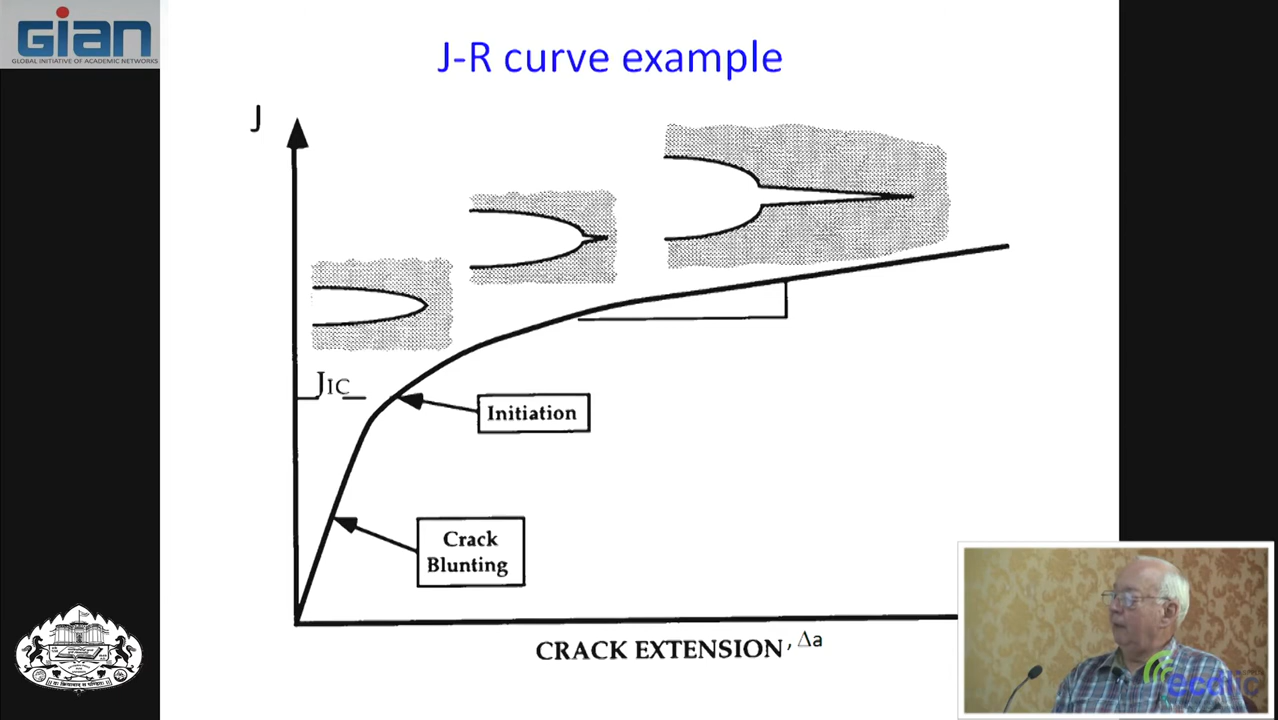 GIAN
GLOBAL INITIATIVE OF ACADEMIC NETWORKS
J-R curve example
J
JIC
Initiation
Crack
Blunting
CRACK EXTENSION, Δa